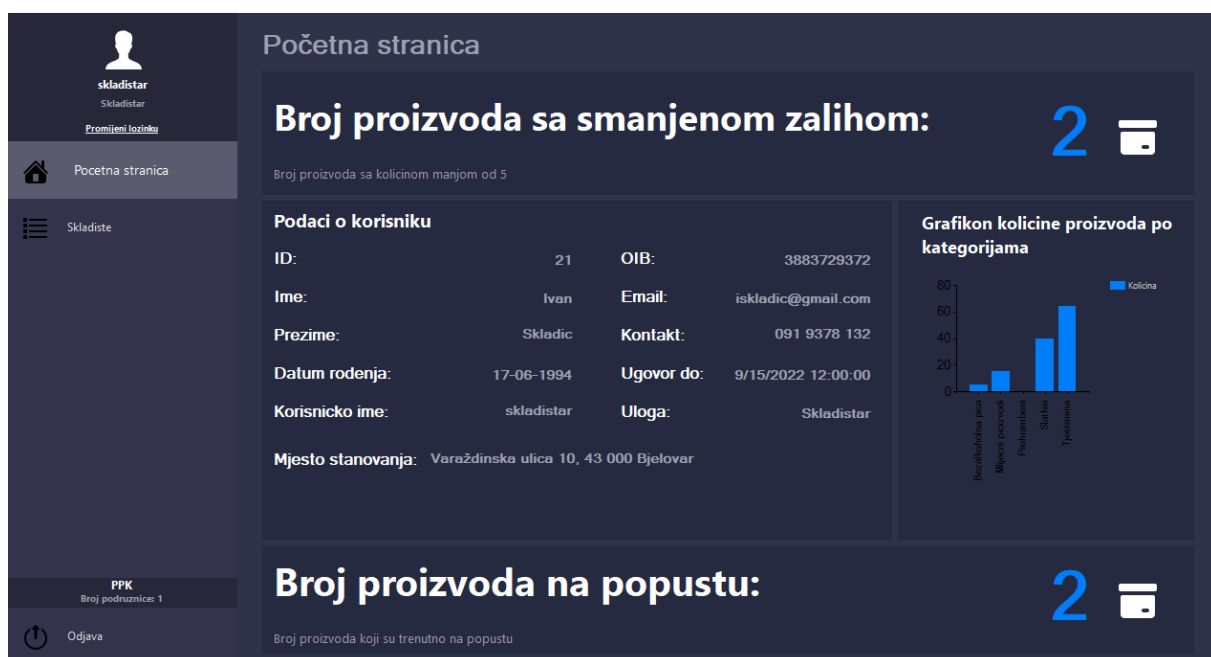 skladistar
Skladistar
Promijeni lozinku
Pocetna stranica
Skladiste
PPK
Broj podruznice: 1
Odjava
Početna stranica
Broj proizvoda sa smanjenom zalihom:
2
Broj proizvoda sa kolicinom manjom od 5
Podaci o korisniku
ID: 21 OIB: 3883729372
Ime: Ivan Email: iskladic@gmail.com
Prezime: Skladic Kontakt: 091 9378 132
Datum rodenja: 17-06-1994 Ugovor do: 9/15/2022 12:00:00
Korisnicko ime: skladistar Uloga: Skladistar
Mjesto stanovanja: Varaždinska ulica 10, 43 000 Bjelovar
Grafikon kolicine proizvoda po
kategorijama
Kolicina
80
60
40
20
0
Bezalkoholna pica
Mlijecni proizvodi
Prehambeni
Slatkisi
Tjestenina
Broj proizvoda na popustu:
2
Broj proizvoda koji su trenutno na popustu